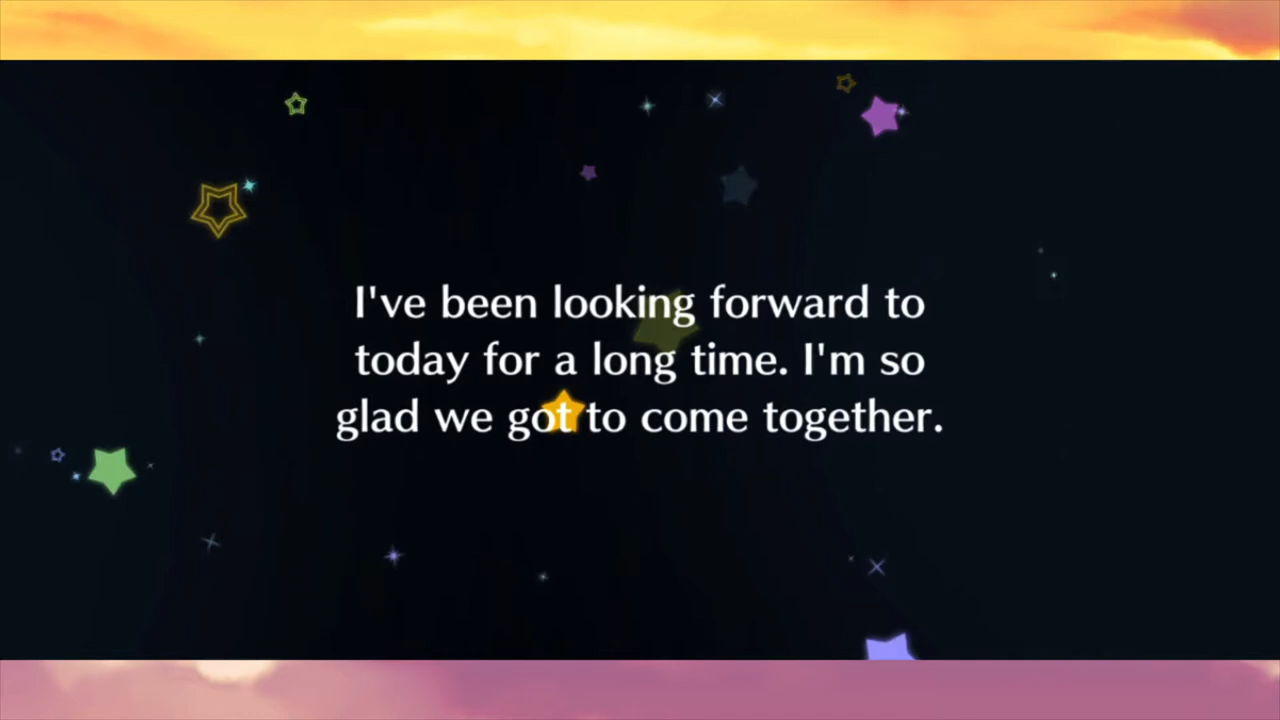 I've been looking forward to
today for a long time. I'm so
glad we got to come together.